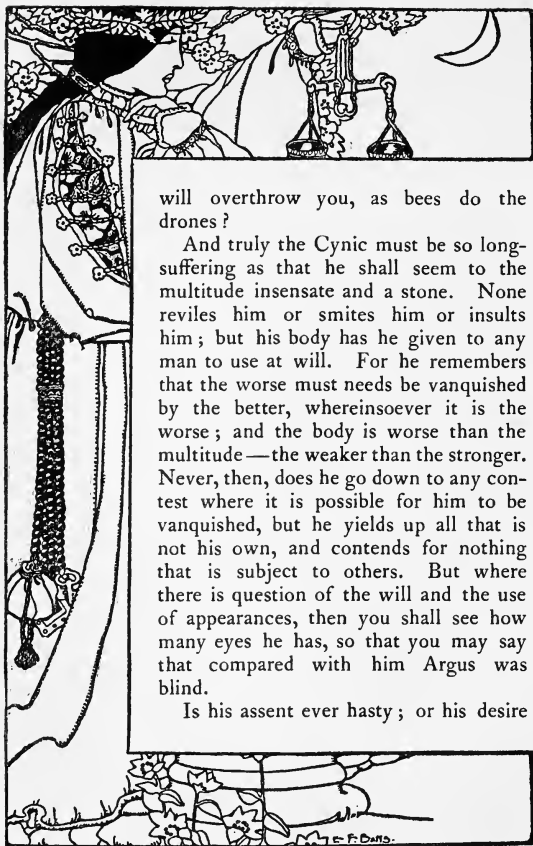 will overthrow you, as bees do the
drones?
And truly the Cynic must be so long-
suffering as that he shall seem to the
multitude insensate and a stone. None
reviles him or smites him or insults
him; but his body has he given to any
man to use at will. For he remembers
that the worse must needs be vanquished
by the better, whereinsoever it is the
worse; and the body is worse than the
multitude—the weaker than the stronger.
Never, then, does he go down to any con-
test where it is possible for him to be
vanquished, but he yields up all that is
not his own, and contends for nothing
that is subject to others. But where
there is question of the will and the use
of appearances, then you shall see how
many eyes he has, so that you may say
that compared with him Argus was
blind.
Is his assent ever hasty; or his desire